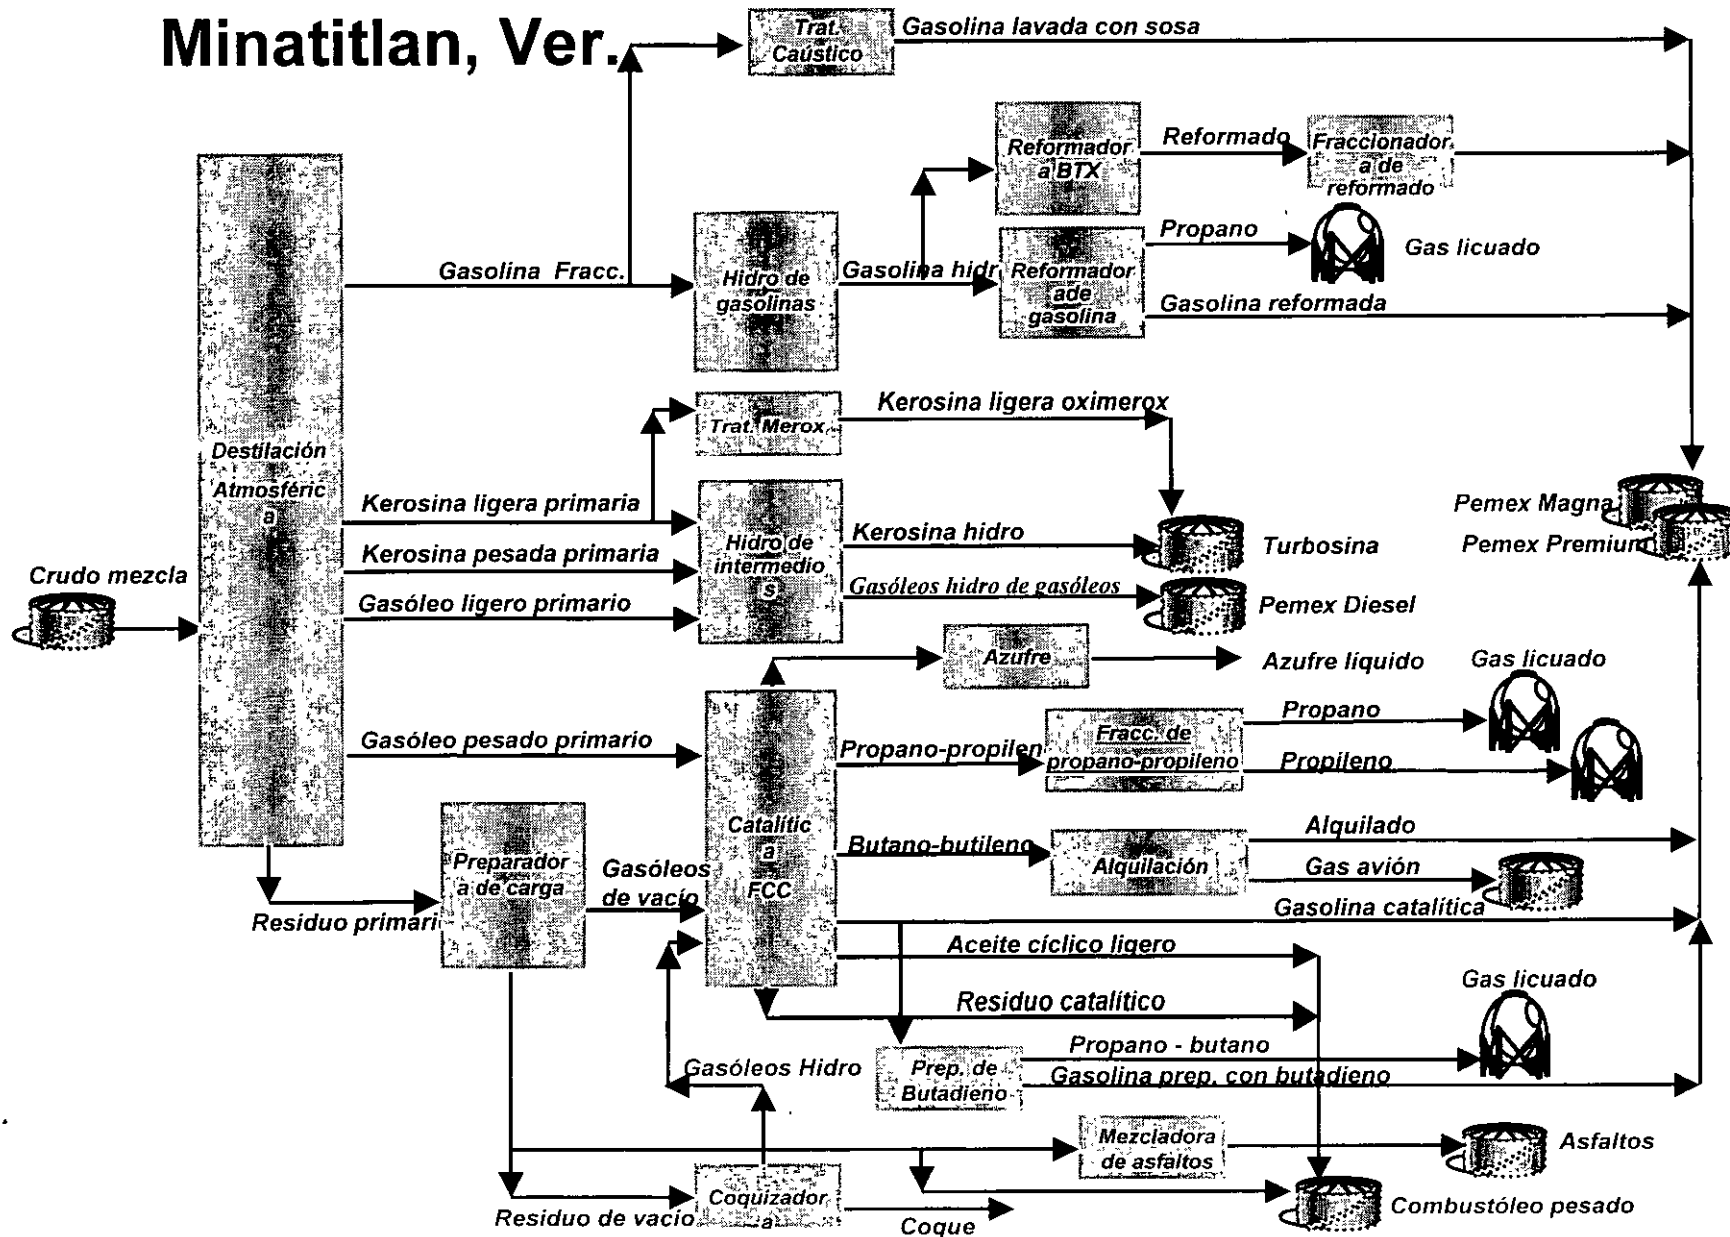 Minatitlan, Ver.
Trat.
Caústico
Gasolina lavada con sosa
Reformador
a BTX
Reformado
Fraccionador
a de
reformado
Gasolina Fracc.
Hidro de
gasolinas
Gasolina hidr
Reformador
ade
gasolina
Propano
Gas licuado
Gasolina reformada
Destilación
Atmosféric
a
Trat. Merox
Kerosina ligera oximerox
Kerosina ligera primaria
Kerosina pesada primaria
Gasóleo ligero primario
Hidro de
intermedio
s
Kerosina hidro
Turbosina
Gasóleos hidro de gasóleos
Pemex Diesel
Pemex Magna
Pemex Premium
Crudo mezcla
Azufre
Azufre líquido
Gas licuado
Gasóleo pesado primario
Catalític
a
FCC
Propano-propilen
Fracc. de
propano-propileno
Propano
Propileno
Butano-butileno
Alquilación
Alquilado
Gas avión
Preparador
a de carga
Gasóleos
de vacío
Residuo primari
Gasolina catalítica
Aceite cíclico ligero
Residuo catalítico
Gas licuado
Gasóleos Hidro
Prep. de
Butadieno
Propano - butano
Gasolina prep. con butadieno
Mezcladora
de asfaltos
Asfaltos
Residuo de vacío
Coquizador
a
Coque
Combustóleo pesado